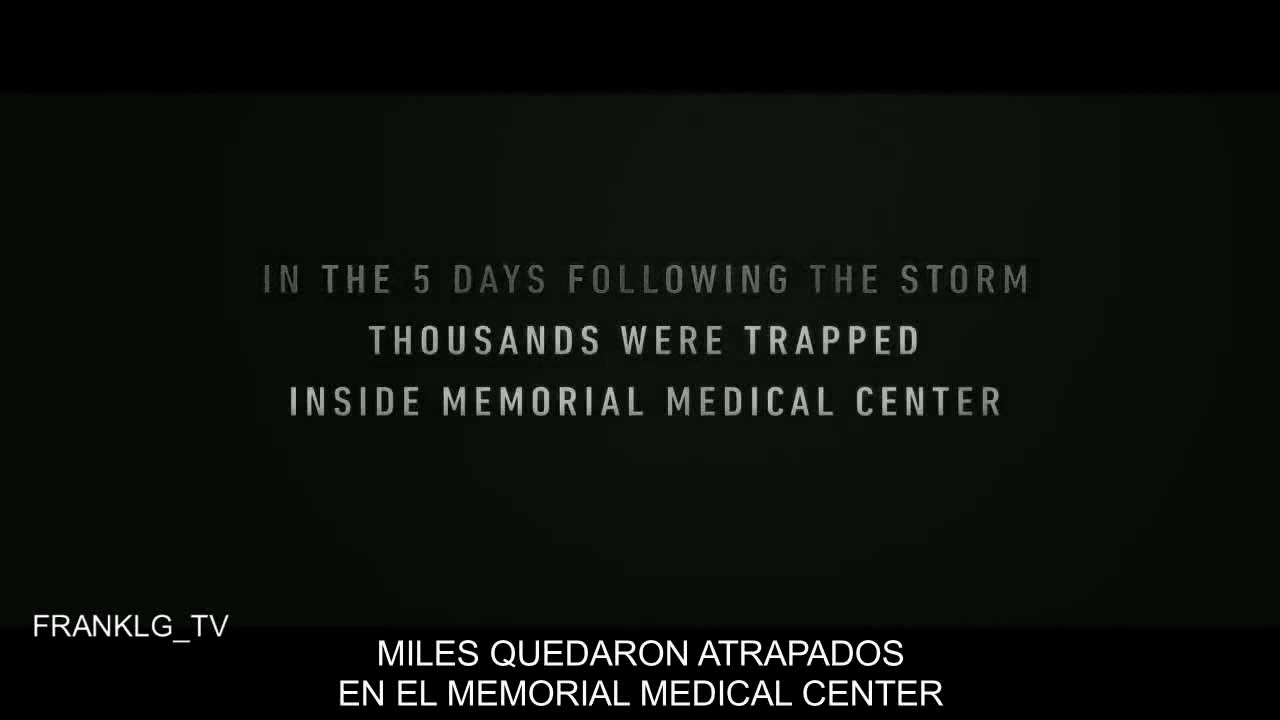 IN THE 5 DAYS FOLLOWING THE STORM
THOUSANDS WERE TRAPPED
INSIDE MEMORIAL MEDICAL CENTER
FRANKLG_TV
MILES QUEDARON ATRAPADOS
EN EL MEMORIAL MEDICAL CENTER